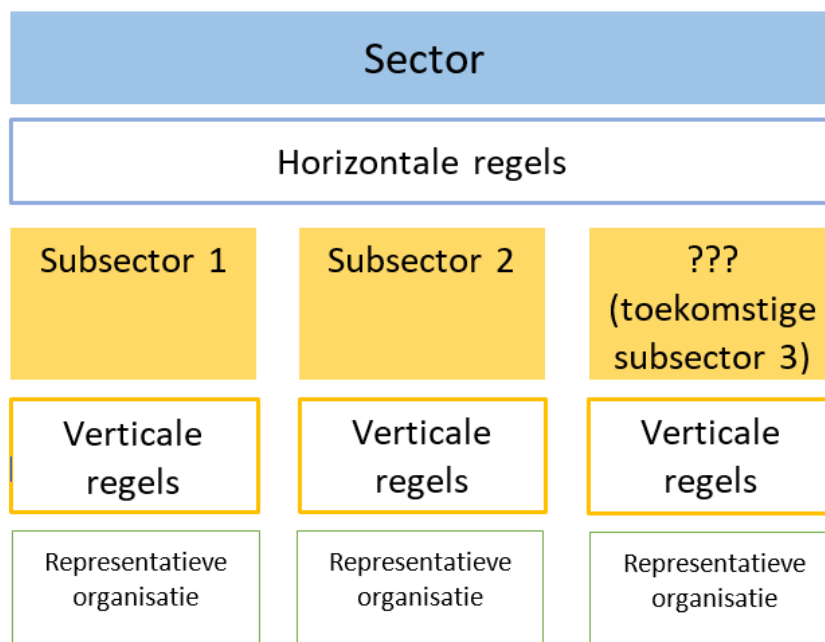 Sector
Horizontale regels
Subsector 1
Subsector 2
???
(toekomstige
subsector 3)
Verticale
regels
Verticale
regels
Verticale
regels
Representatieve
organisatie
Representatieve
organisatie
Representatieve
organisatie